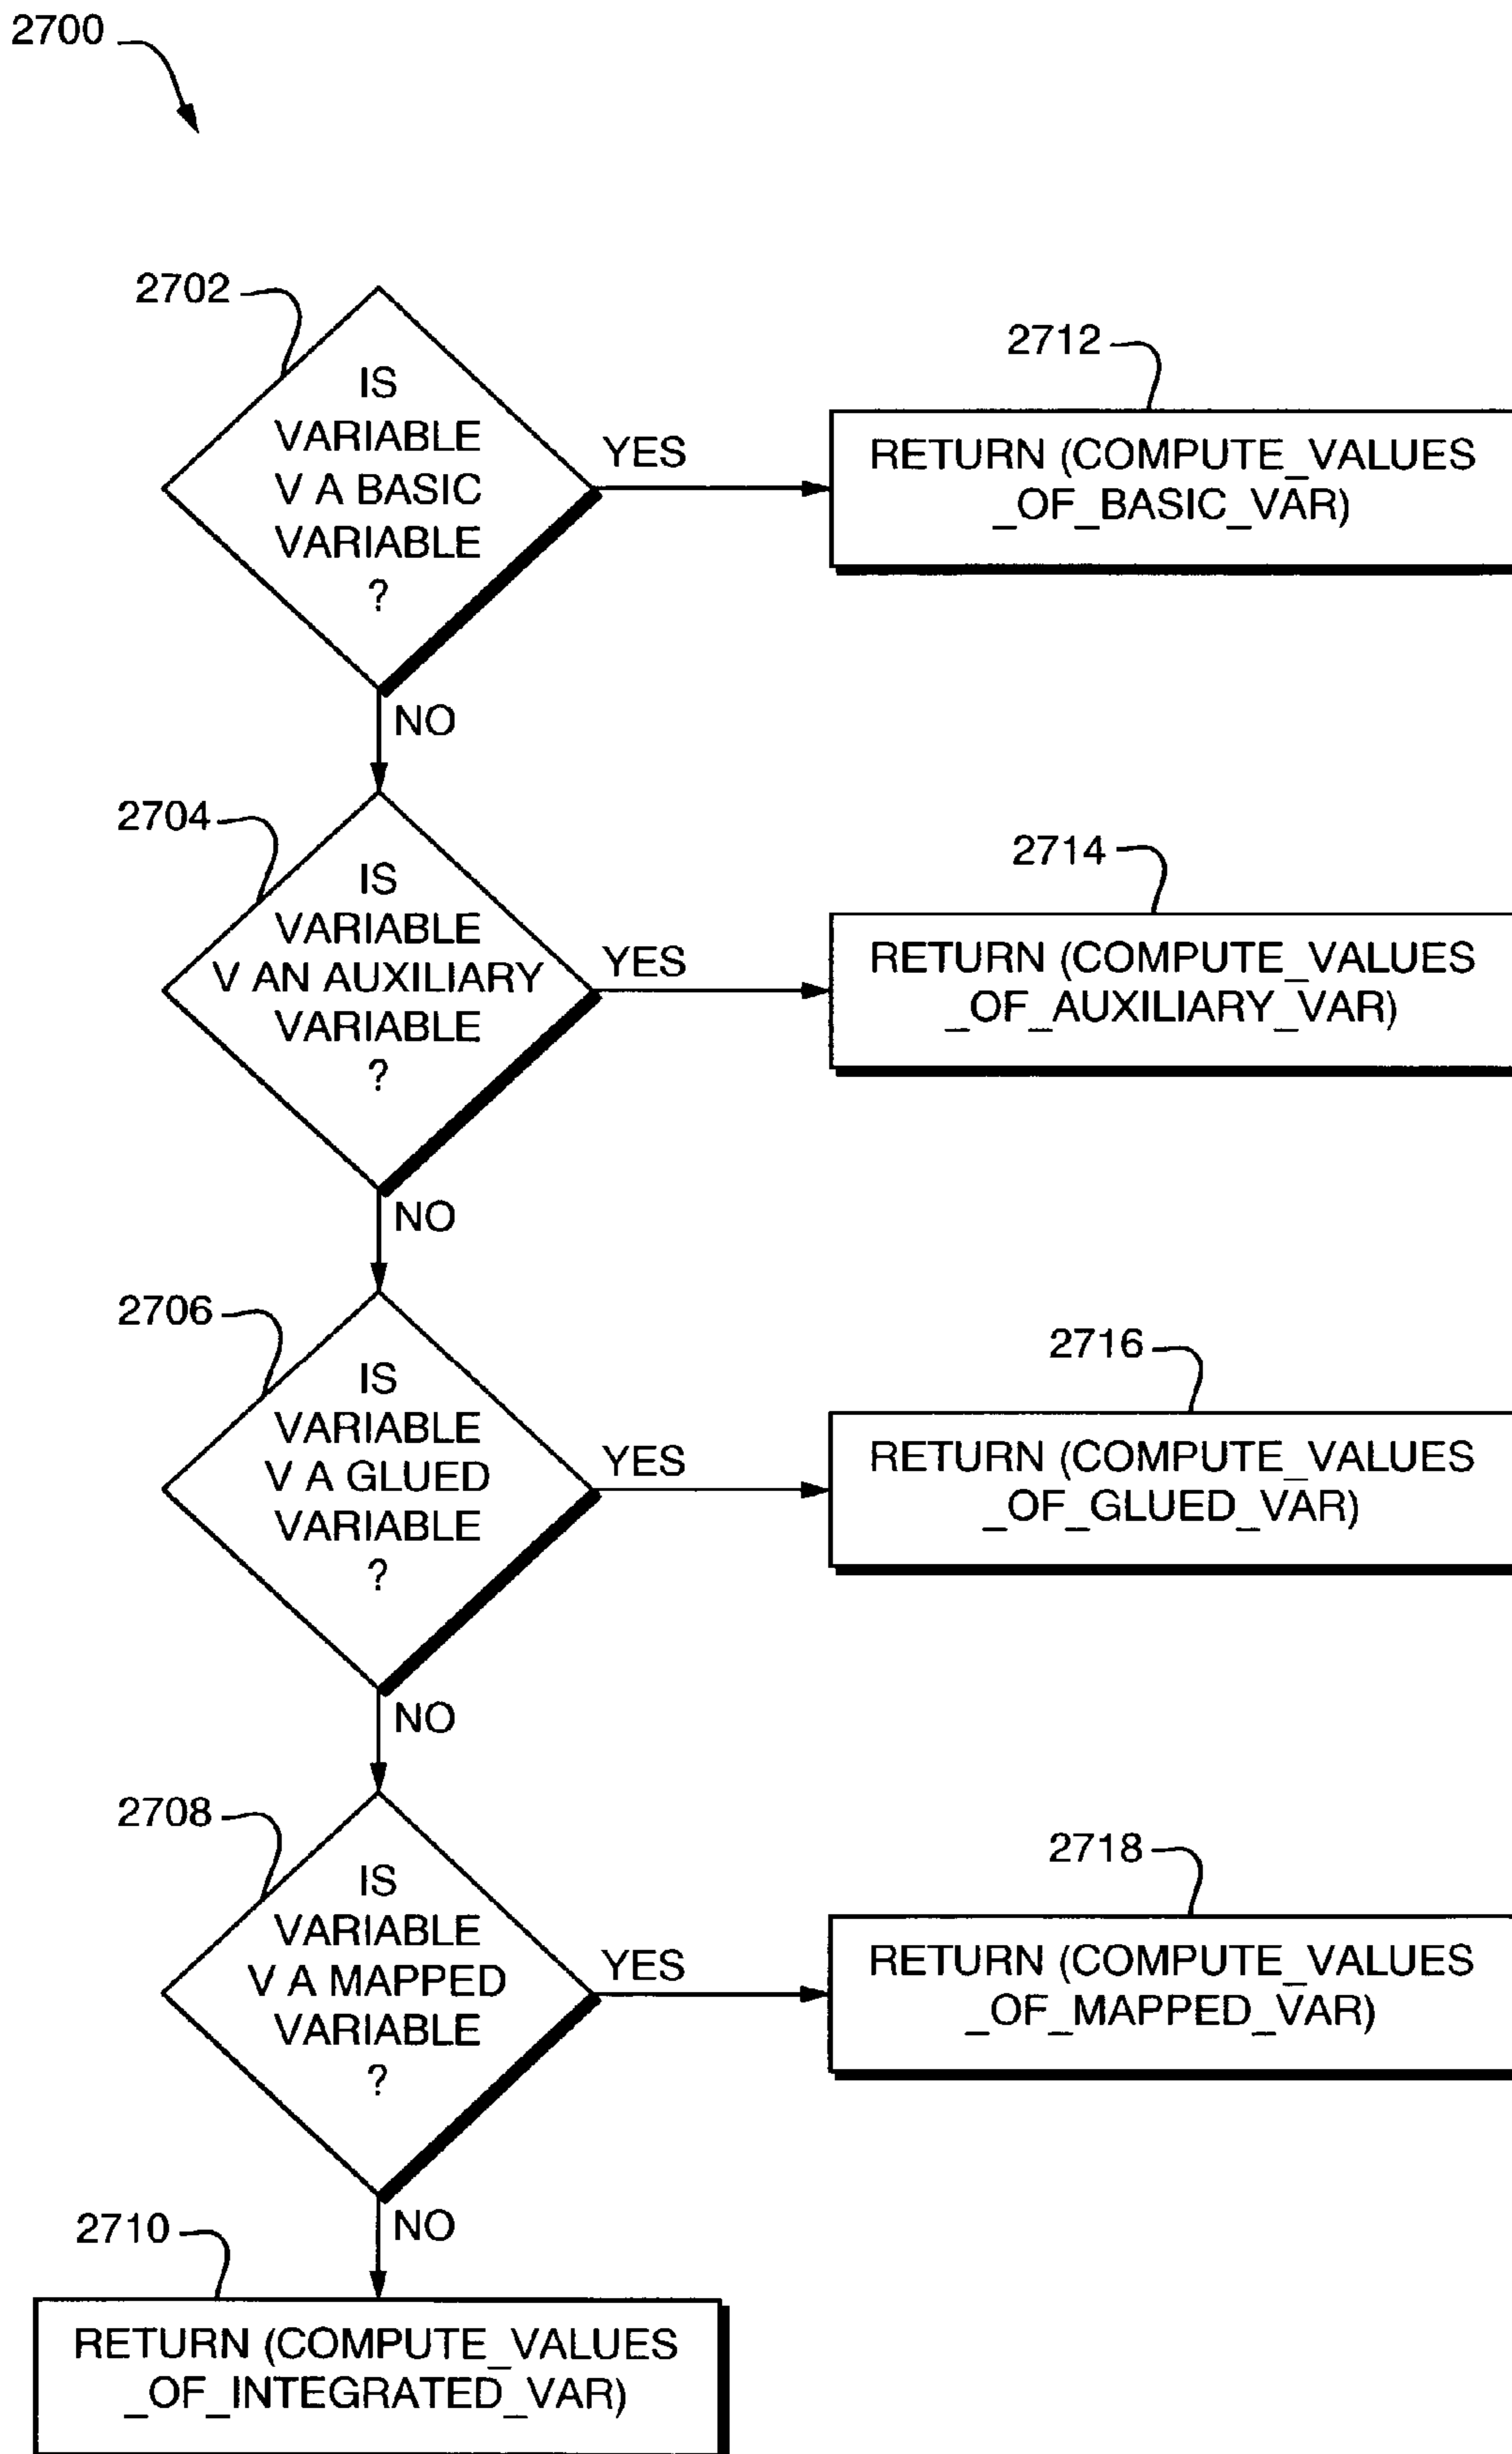 2700
2702
IS
VARIABLE
V A BASIC
VARIABLE
?
YES
2712
RETURN (COMPUTE_VALUES
_OF_BASIC_VAR)
NO
2704
IS
VARIABLE
V AN AUXILIARY
VARIABLE
?
YES
2714
RETURN (COMPUTE_VALUES
_OF_AUXILIARY_VAR)
NO
2706
IS
VARIABLE
V A GLUED
VARIABLE
?
YES
2716
RETURN (COMPUTE_VALUES
_OF_GLUED_VAR)
NO
2708
IS
VARIABLE
V A MAPPED
VARIABLE
?
YES
2718
RETURN (COMPUTE_VALUES
_OF_MAPPED_VAR)
NO
2710
RETURN (COMPUTE_VALUES
_OF_INTEGRATED_VAR)